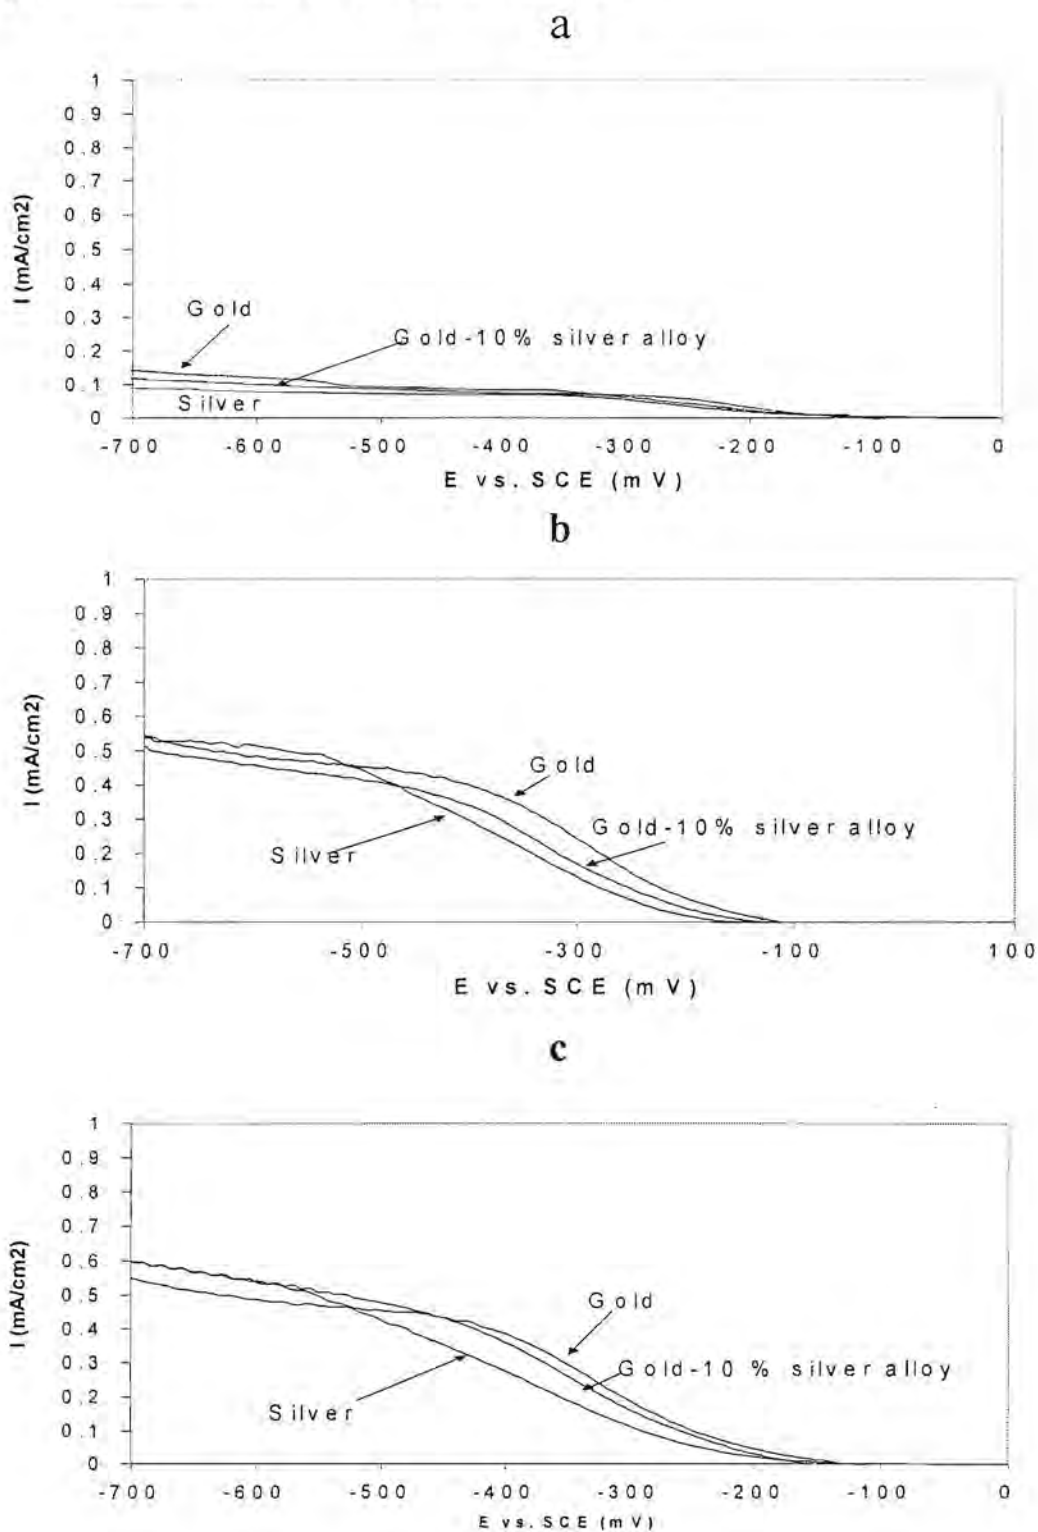 a
1
0.9
0.8
0.7
0.6
0.5
0.4
0.3
0.2
0.1
0
I (mA/cm2)
Gold
Gold-10% silver alloy
Silver
-700 -600 -500 -400 -300 -200 -100 0
E vs. SCE (mV)
b
1
0.9
0.8
0.7
0.6
0.5
0.4
0.3
0.2
0.1
0
I (mA/cm2)
Gold
Gold-10% silver alloy
Silver
-700 -500 -300 -100 100
E vs. SCE (mV)
c
1
0.9
0.8
0.7
0.6
0.5
0.4
0.3
0.2
0.1
0
I (mA/cm2)
Gold
Gold-10 % silver alloy
Silver
-700 -600 -500 -400 -300 -200 -100 0
E vs. SCE (mV)